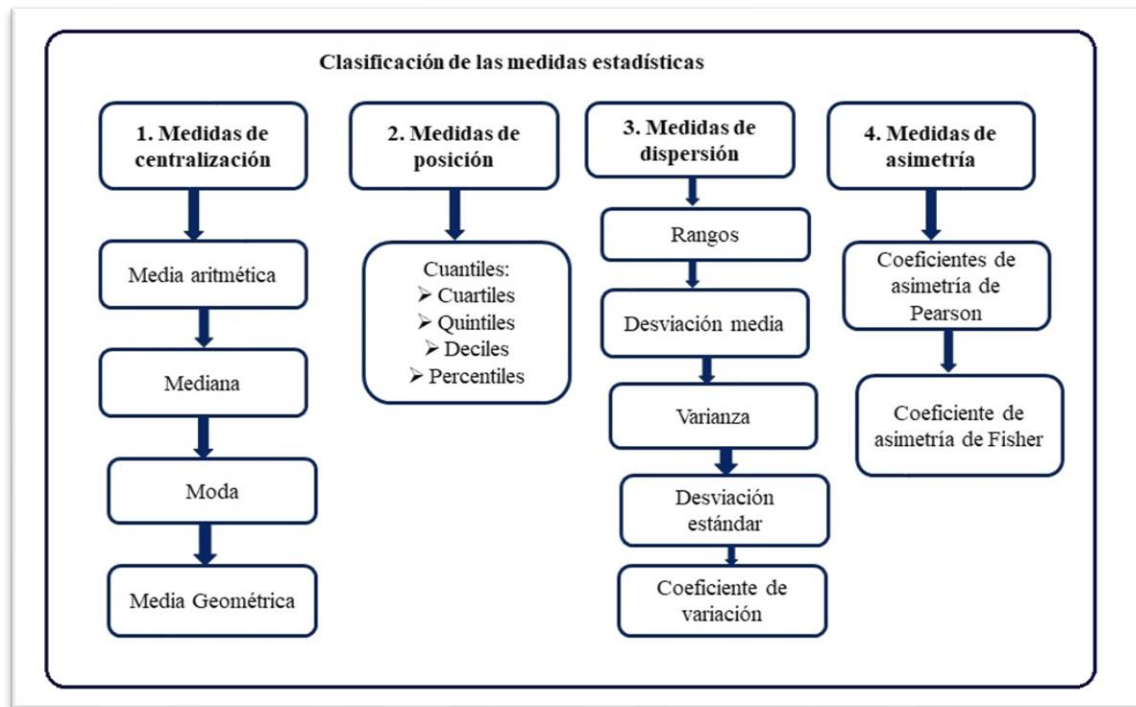 Clasificación de las medidas estadísticas
1. Medidas de
centralización
Media aritmética
Mediana
Moda
Media Geométrica
2. Medidas de
posición
Cuantiles:
➢ Cuartiles
➢ Quintiles
➢ Deciles
➢ Percentiles
3. Medidas de
dispersión
Rangos
Desviación media
Varianza
Desviación
estándar
Coeficiente de
variación
4. Medidas de
asimetría
Coeficientes de
asimetría de
Pearson
Coeficiente de
asimetría de Fisher